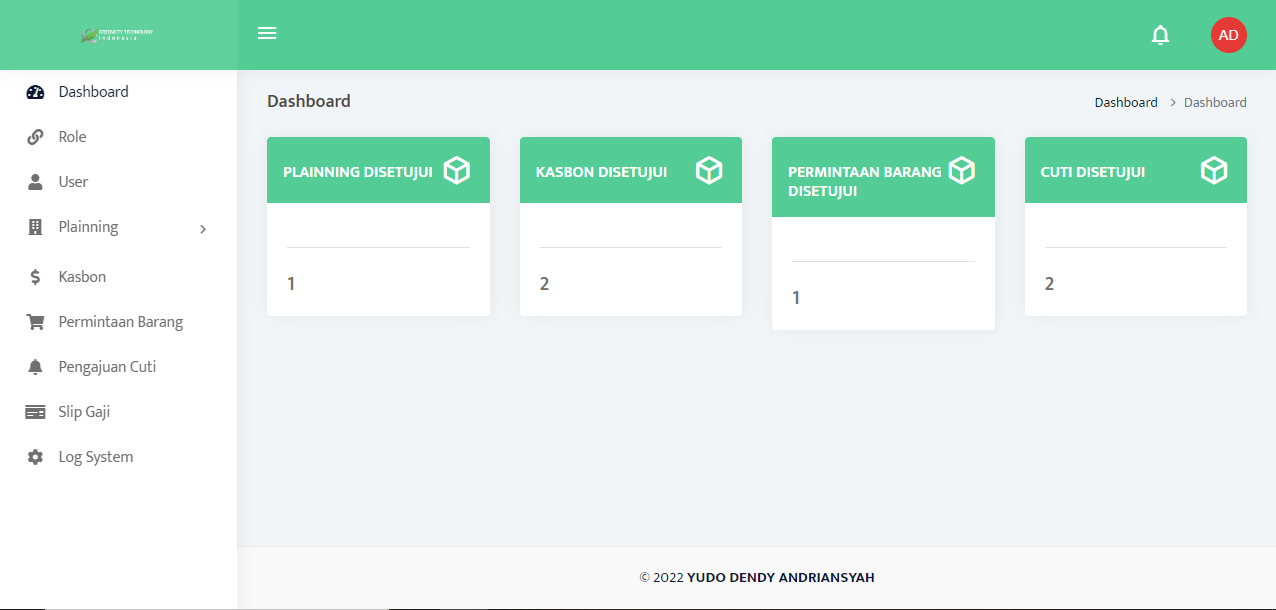 GREENCITY TECHNOLOGY
Indonesia
AD
Dashboard
Role
User
Plainning
Kasbon
Permintaan Barang
Pengajuan Cuti
Slip Gaji
Log System
Dashboard
Dashboard > Dashboard
PLAINNING DISETUJUI
1
KASBON DISETUJUI
2
PERMINTAAN BARANG
DISETUJUI
1
CUTI DISETUJUI
2
© 2022 YUDO DENDY ANDRIANSYAH